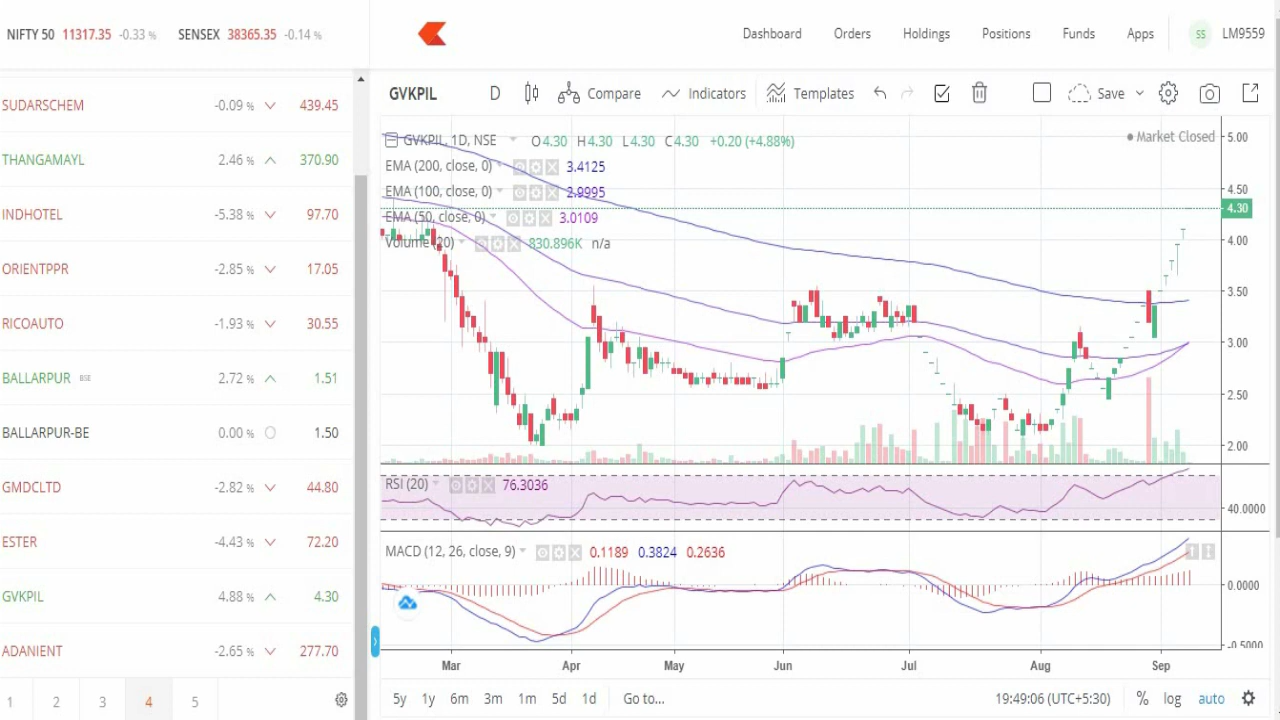 NIFTY 50 11317.35 -0.33 % SENSEX 38365.35 -0.14 %
Dashboard Orders Holdings Positions Funds Apps SS LM9559
SUDARSCHEM -0.09 % 439.45
THANGAMAYL 2.46 % 370.90
INDHOTEL -5.38 % 97.70
ORIENTPPR -2.85 % 17.05
RICOAUTO -1.93 % 30.55
BALLARPUR BSE 2.72 % 1.51
BALLARPUR-BE 0.00 % 1.50
GMDCLTD -2.82 % 44.80
ESTER -4.43 % 72.20
GVKPIL 4.88 % 4.30
ADANIENT -2.65 % 277.70
1 2 3 4 5
GVKPIL D Compare Indicators Templates Save
GVKPIL, 1D, NSE O4.30 H4.30 L4.30 C4.30 +0.20 (+4.88%)
Market Closed
EMA (200, close, 0) 3.4125
EMA (100, close, 0) 2.9995
EMA (50, close, 0) 3.0109
Volume (20) 830.896K n/a
5.00
4.50
4.30
4.00
3.50
3.00
2.50
2.00
RSI (20) 76.3036
40.0000
MACD (12, 26, close, 9) 0.1189 0.3824 0.2636
0.0000
-0.5000
Mar Apr May Jun Jul Aug Sep
5y 1y 6m 3m 1m 5d 1d Go to... 19:49:06 (UTC+5:30) % log auto